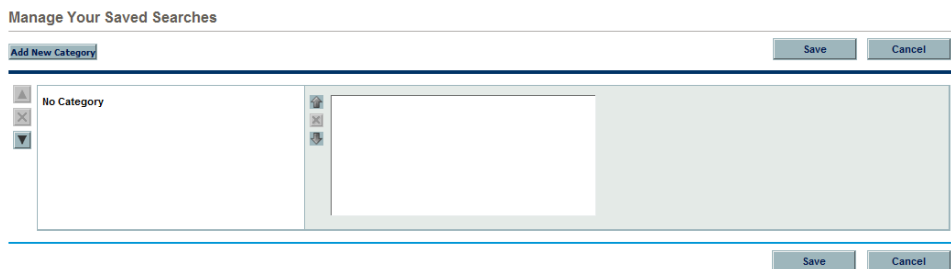 Manage Your Saved Searches
Add New Category
Save
Cancel
No Category
Save
Cancel